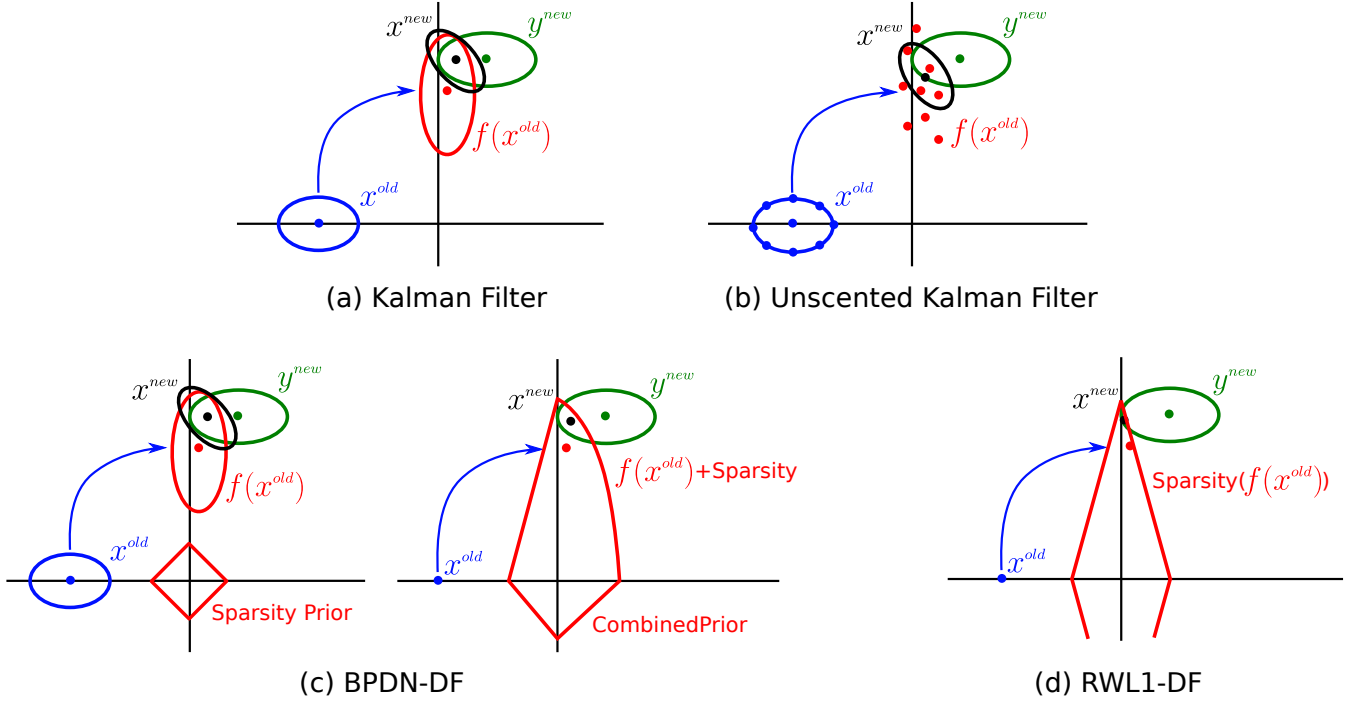 x^{new}
y^{new}
f(x^{old})
x^{old}
(a) Kalman Filter
x^{new}
y^{new}
f(x^{old})
x^{old}
(b) Unscented Kalman Filter
x^{new}
y^{new}
f(x^{old})
x^{old}
Sparsity Prior
x^{new}
y^{new}
f(x^{old})+Sparsity
x^{old}
CombinedPrior
(c) BPDN-DF
x^{new}
y^{new}
Sparsity(f(x^{old}))
x^{old}
(d) RWL1-DF